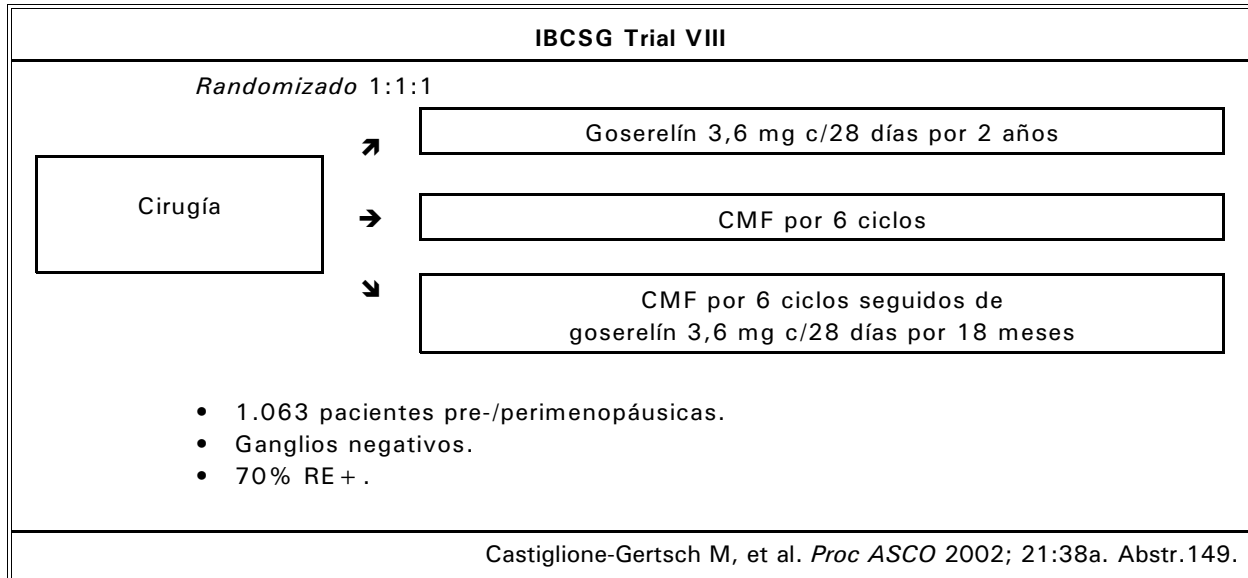 IBCSG Trial VIII
Randomizado 1:1:1
Goserelín 3,6 mg c/28 días por 2 años
Cirugía
CMF por 6 ciclos
CMF por 6 ciclos seguidos de
goserelín 3,6 mg c/28 días por 18 meses
• 1.063 pacientes pre-/perimenopáusicas.
• Ganglios negativos.
• 70% RE+.
Castiglione-Gertsch M, et al. Proc ASCO 2002; 21:38a. Abstr.149.